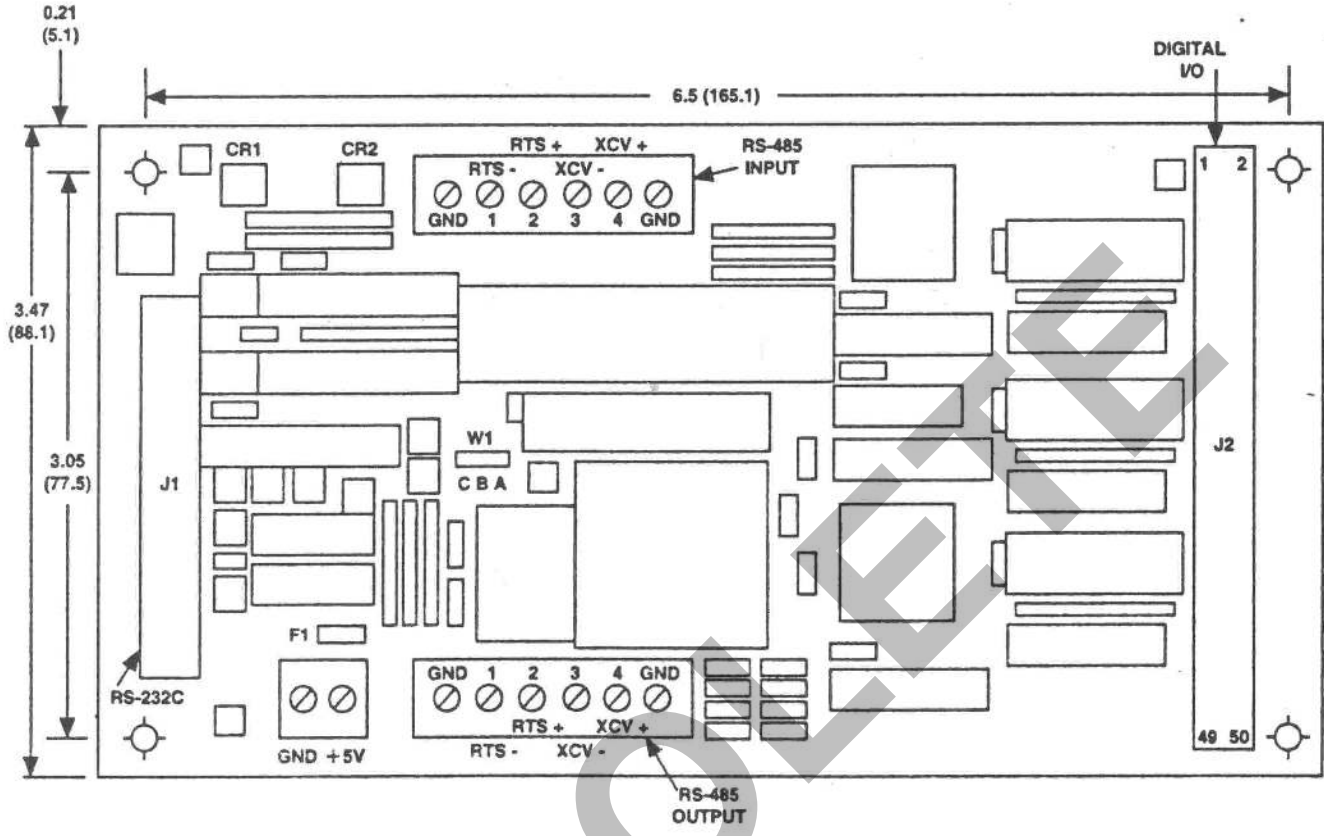 0.21
(5.1)
DIGITAL
I/O
6.5 (165.1)
CR1
CR2
RTS + XCV +
RTS - XCV -
GND 1 2 3 4 GND
RS-485
INPUT
1 2
3.47
(88.1)
3.05
(77.5)
J1
W1
C B A
J2
F1
RS-232C
GND +5V
GND 1 2 3 4 GND
RTS + XCV +
RTS - XCV -
49 50
RS-485
OUTPUT
OLETE